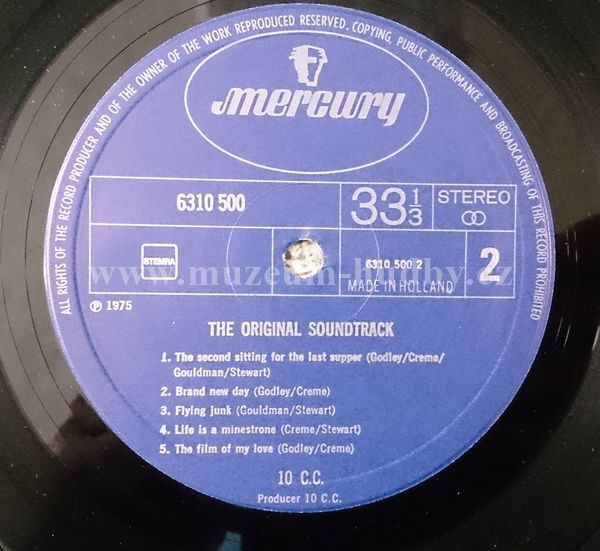 ALL RIGHTS OF THE RECORD PRODUCER AND OF THE OWNER OF THE WORK REPRODUCED RESERVED. COPYING, PUBLIC PERFORMANCE AND BROADCASTING OF THIS RECORD PROHIBITED
mercury
6310 500
33 1/3
STEREO
STEMRA
6310 500 2
MADE IN HOLLAND
2
www.muzeum-hudby.cz
℗ 1975
THE ORIGINAL SOUNDTRACK
1. The second sitting for the last supper (Godley/Creme/
Gouldman/Stewart)
2. Brand new day (Godley/Creme)
3. Flying junk (Gouldman/Stewart)
4. Life is a minestrone (Creme/Stewart)
5. The film of my love (Godley/Creme)
10 C.C.
Producer 10 C.C.